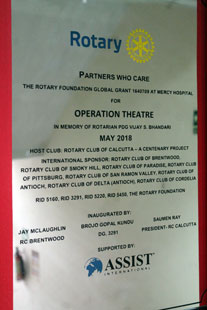 Rotary
PARTNERS WHO CARE
THE ROTARY FOUNDATION GLOBAL GRANT 1640709 AT MERCY HOSPITAL
FOR
OPERATION THEATRE
IN MEMORY OF ROTARIAN PDG VIJAY S. BHANDARI
MAY 2018
HOST CLUB: ROTARY CLUB OF CALCUTTA – A CENTENARY PROJECT
INTERNATIONAL SPONSOR: ROTARY CLUB OF BRENTWOOD,
ROTARY CLUB OF SMOKY HILL, ROTARY CLUB OF PARADISE, ROTARY CLUB
OF PITTSBURG, ROTARY CLUB OF SAN RAMON VALLEY, ROTARY CLUB OF
ANTIOCH, ROTARY CLUB OF DELTA (ANTIOCH), ROTARY CLUB OF CORDELIA
RID 5160, RID 3291, RID 5220, RID 5450, THE ROTARY FOUNDATION
INAUGURATED BY:
JAY MCLAUGHLIN BROJO GOPAL KUNDU SAUMEN RAY
RC BRENTWOOD DG, 3291 PRESIDENT- RC CALCUTTA
SUPPORTED BY:
ASSIST
INTERNATIONAL